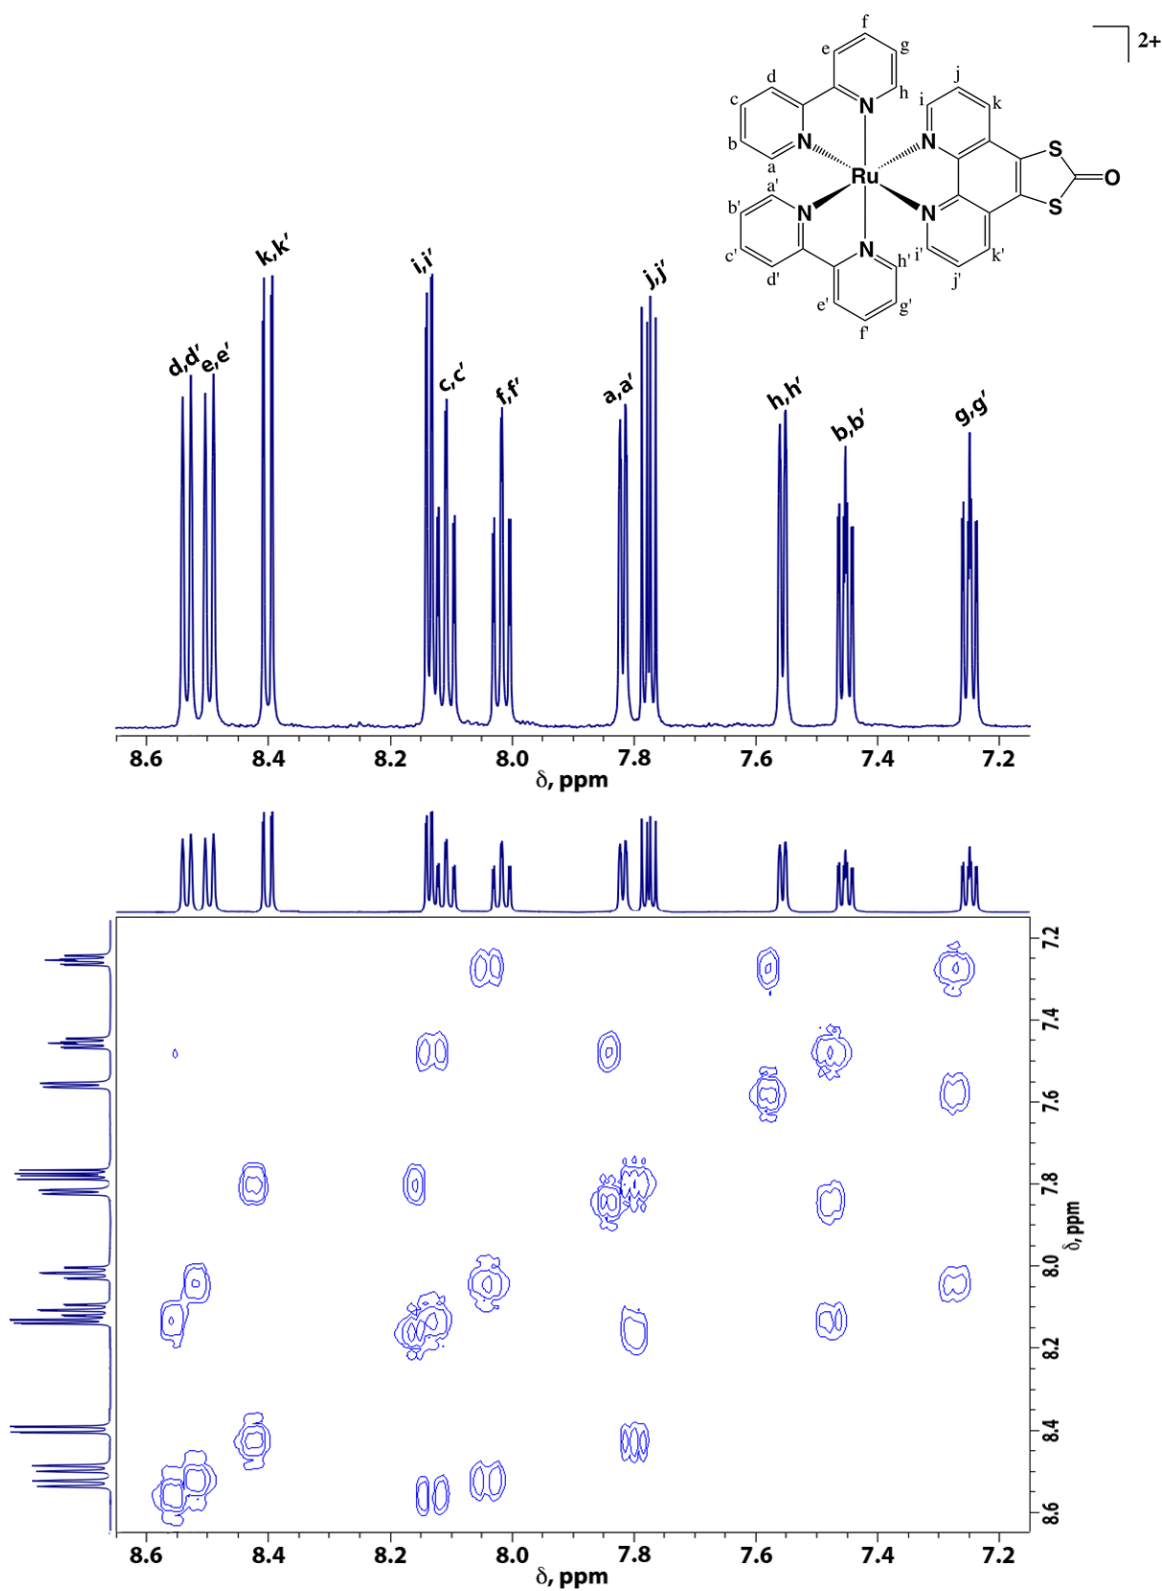 f
e
g
2+
d
j
c
h
i
k
N
b
N
N
S
a
Ru
O
a'
S
b'
N
N
N
h'
i'
k'
c'
j'
d'
e'
g'
f'
k,k'
i,i'
j,j'
d,d'
e,e'
c,c'
f,f'
a,a'
h,h'
b,b'
g,g'
8.6 8.4 8.2 8.0 7.8 7.6 7.4 7.2
δ, ppm
7.2
7.4
7.6
7.8
δ, ppm
8.0
8.2
8.4
8.6
8.6 8.4 8.2 8.0 7.8 7.6 7.4 7.2
δ, ppm